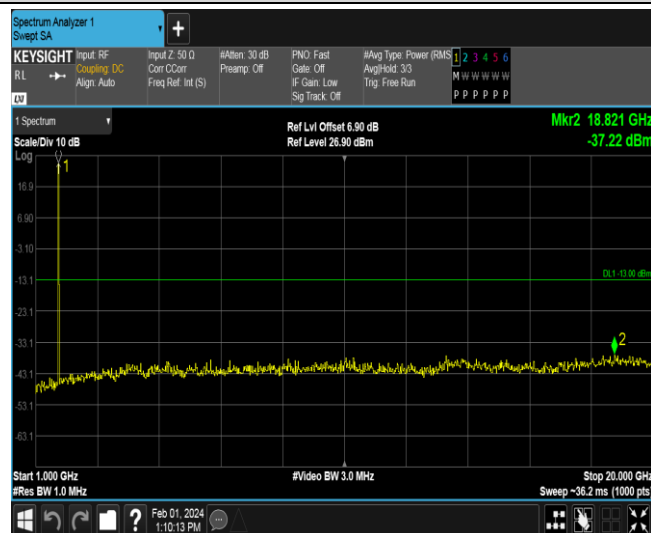 Spectrum Analyzer 1
Swept SA
+
KEYSIGHT
RL
LXI
Input: RF
Coupling: DC
Align: Auto
Input Z: 50 Ω
Corr CCorr
Freq Ref: Int (S)
#Atten: 30 dB
Preamp: Off
PNO: Fast
Gate: Off
IF Gain: Low
Sig Track: Off
#Avg Type: Power (RMS
Avg|Hold: 3/3
Trig: Free Run
1 2 3 4 5 6
M W W W W W
P P P P P P
1 Spectrum
Scale/Div 10 dB
Log
Ref Lvl Offset 6.90 dB
Ref Level 26.90 dBm
Mkr2 18.821 GHz
-37.22 dBm
1
16.9
6.90
-3.10
-13.1
DL1 -13.00 dBm
-23.1
-33.1
2
-43.1
-53.1
-63.1
Start 1.000 GHz
#Res BW 1.0 MHz
#Video BW 3.0 MHz
Stop 20.000 GHz
Sweep ~36.2 ms (1000 pts)
?
Feb 01, 2024
1:10:13 PM